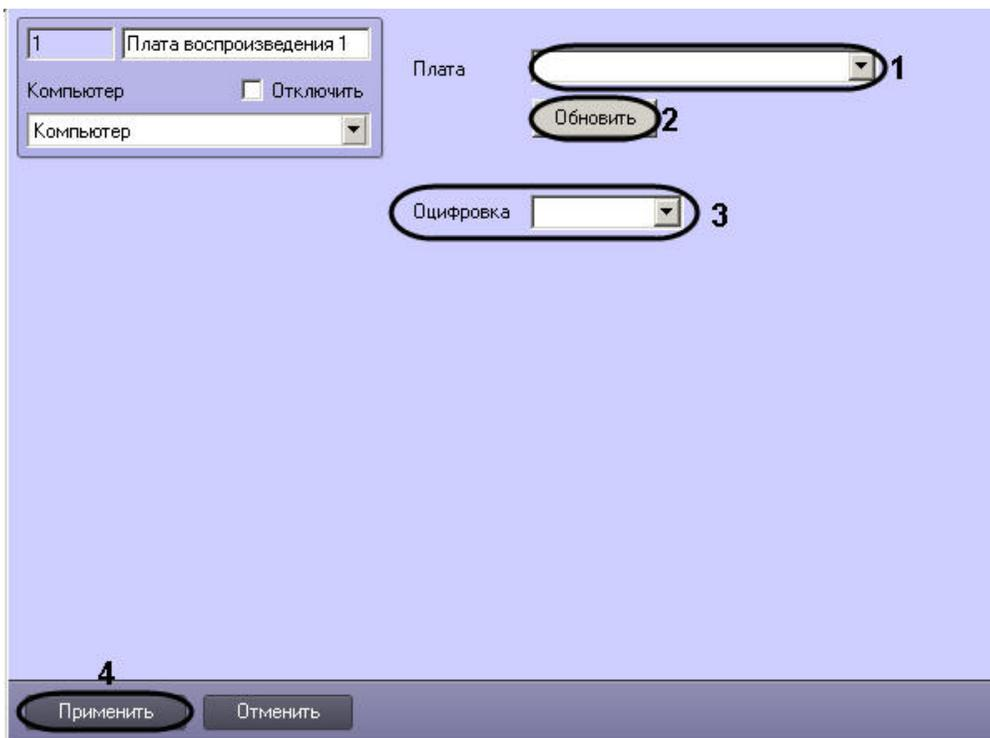 1 Плата воспроизведения 1
Компьютер Отключить
Компьютер
Плата 1
Обновить 2
Оцифровка 3
4
Применить Отменить